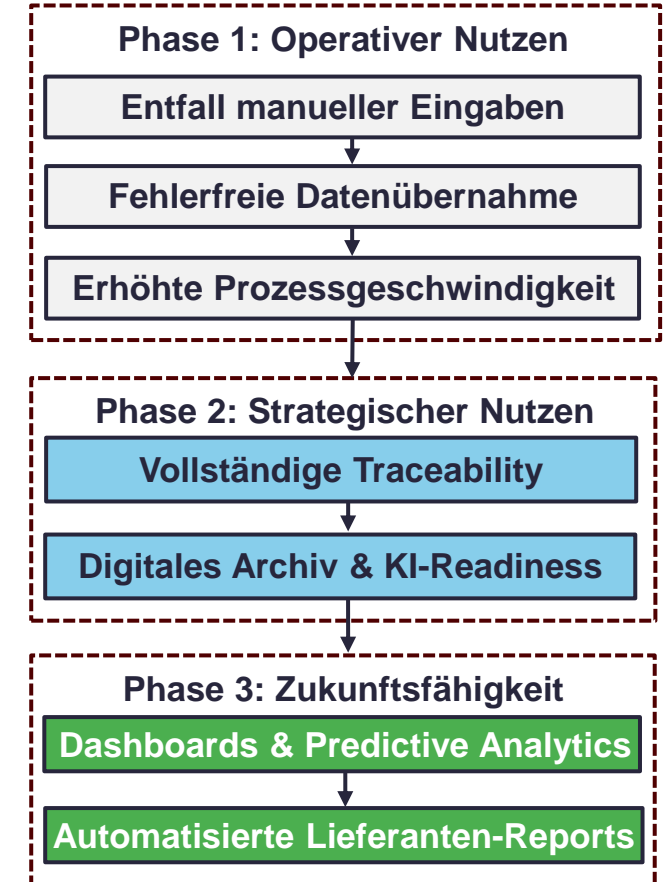 Phase 1: Operativer Nutzen
Entfall manueller Eingaben
Fehlerfreie Datenübernahme
Erhöhte Prozessgeschwindigkeit
Phase 2: Strategischer Nutzen
Vollständige Traceability
Digitales Archiv & KI-Readiness
Phase 3: Zukunftsfähigkeit
Dashboards & Predictive Analytics
Automatisierte Lieferanten-Reports